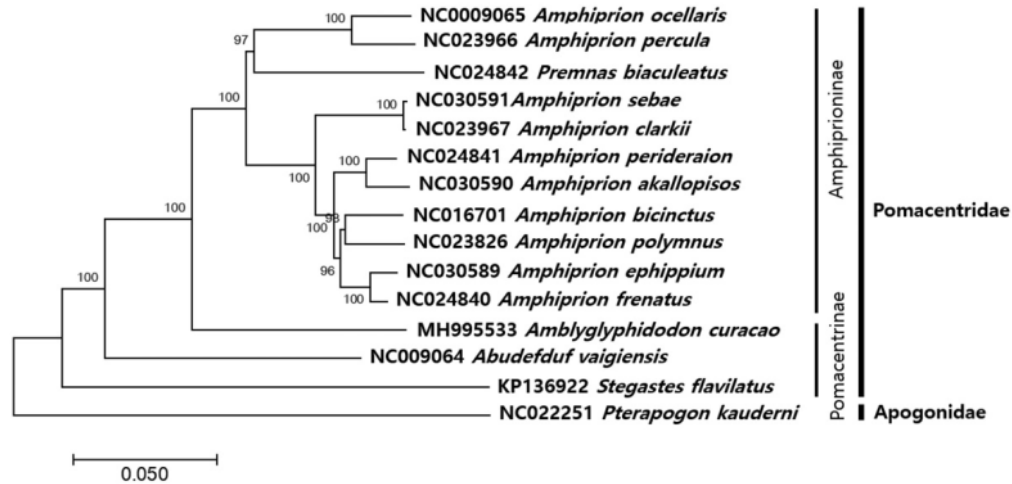 100 NC0009065 Amphiprion ocellaris
NC023966 Amphiprion percula
97
NC024842 Premnas biaculeatus
100
100 NC030591Amphiprion sebae
NC023967 Amphiprion clarkii
100
100 NC024841 Amphiprion perideraion
NC030590 Amphiprion akallopisos
100
98 NC016701 Amphiprion bicinctus
NC023826 Amphiprion polymnus
96
NC030589 Amphiprion ephippium
100 NC024840 Amphiprion frenatus
100
MH995533 Amblyglyphidodon curacao
100
NC009064 Abudefduf vaigiensis
KP136922 Stegastes flavilatus
NC022251 Pterapogon kauderni
Amphiprioninae
Pomacentrinae
Pomacentridae
Apogonidae
0.050